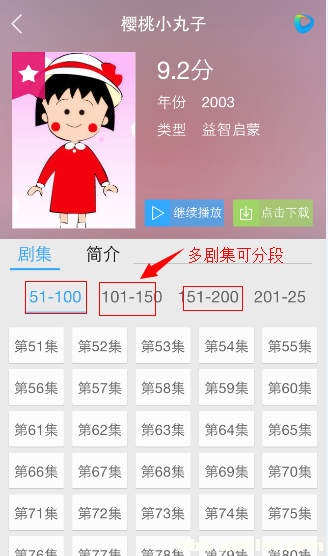 樱桃小丸子
9.2分
年份 2003
类型 益智启蒙
继续播放 点击下载
剧集 简介 多剧集可分段
51-100 101-150 151-200 201-25
第51集 第52集 第53集 第54集 第55集
第56集 第57集 第58集 第59集 第60集
第61集 第62集 第63集 第64集 第65集
第66集 第67集 第68集 第69集 第70集
第71集 第72集 第73集 第74集 第75集
第76集 第77集 第78集 第79集 第80集